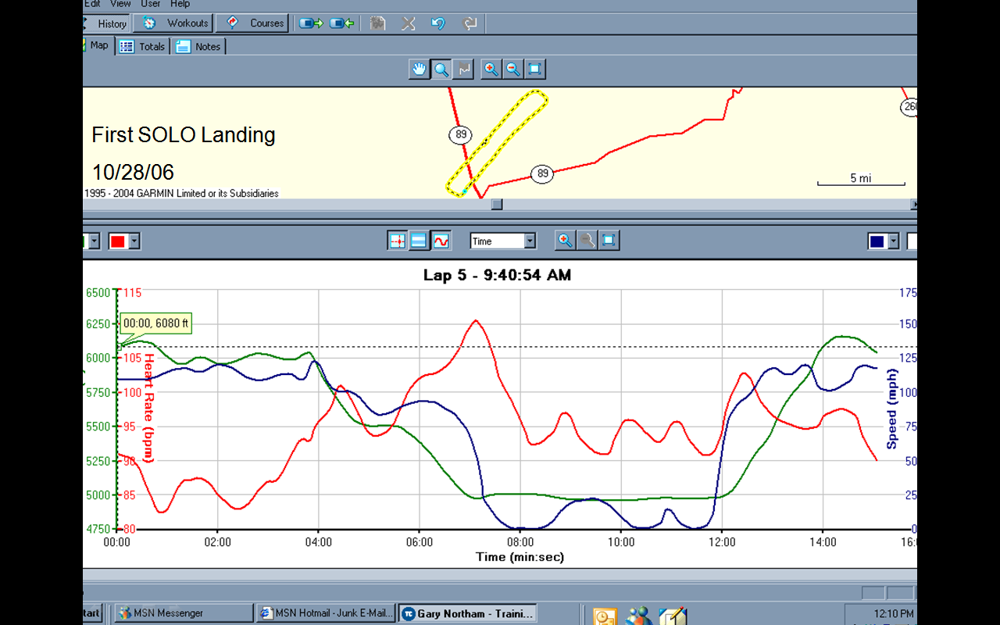 Edit View User Help
History Workouts Courses
Map Totals Notes
First SOLO Landing
10/28/06
1995 - 2004 GARMIN Limited or its Subsidiaries
89
89
260
5 mi
Time
Lap 5 - 9:40:54 AM
6500 115 175
00:00, 6080 ft
6250 150
6000 105 125
5750 100 100
5500 95 75
5250 90 50
5000 85 25
4750 80 0
Heart Rate (bpm)
Speed (mph)
00:00 02:00 04:00 06:00 08:00 10:00 12:00 14:00 16:0
Time (min:sec)
tart MSN Messenger MSN Hotmail - Junk E-Mail... Gary Northam - Traini... 12:10 PM